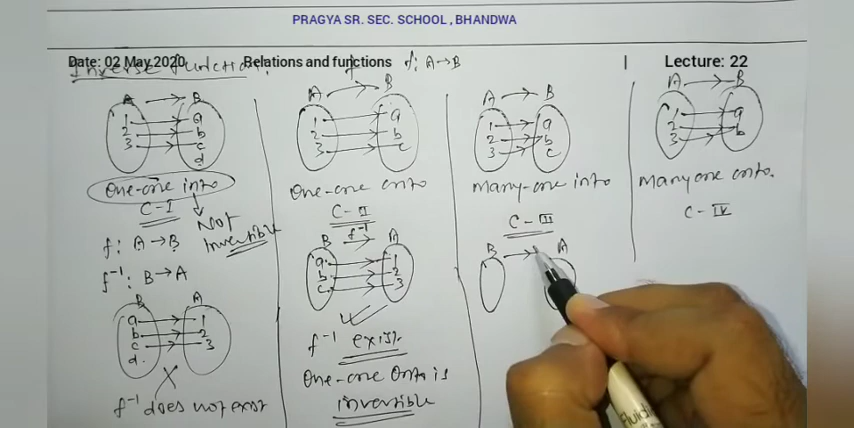 PRAGYA SR. SEC. SCHOOL , BHANDWA
Date: 02 May 2020
Relations and functions
Lecture: 22
Inverse function.
f: A→B
A → B
1 2 3
a b c d
One-one into
C-I
Not
Invertible
f: A→B
f⁻¹: B→A
B A
a b c d.
1 2 3
f⁻¹ does not exist
A → B
1 2 3
a b c
One-one onto
C-II
f⁻¹
B → A
a. b. c.
1 2 3
f⁻¹ exist.
One-one Onto is
invertible
A → B
1 2 3
a b c
Many-one into
C-III
B → A
A → B
1 2 3
a b
Many one onto.
C-IV